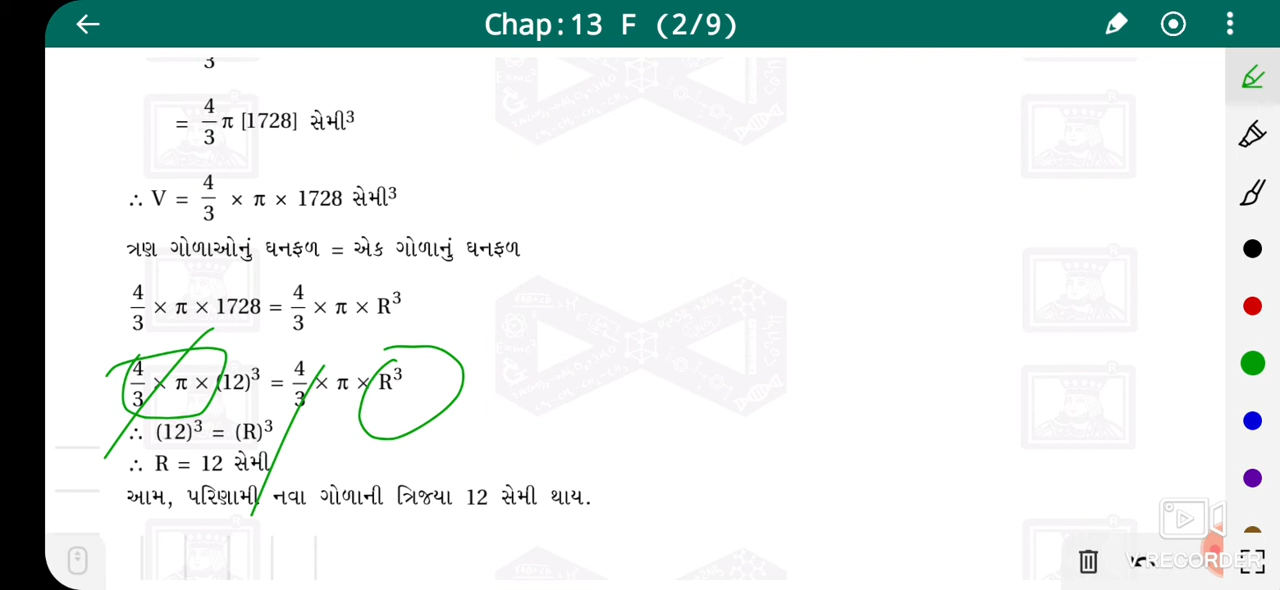 Chap:13 F (2/9)
3
= 4/3 π [1728] સેમી³
∴ V = 4/3 × π × 1728 સેમી³
ત્રણ ગોળાઓનું ઘનફળ = એક ગોળાનું ઘનફળ
4/3 × π × 1728 = 4/3 × π × R³
4/3 × π × (12)³ = 4/3 × π × R³
∴ (12)³ = (R)³
∴ R = 12 સેમી
આમ, પરિણામી નવા ગોળાની ત્રિજ્યા 12 સેમી થાય.
V RECORDER